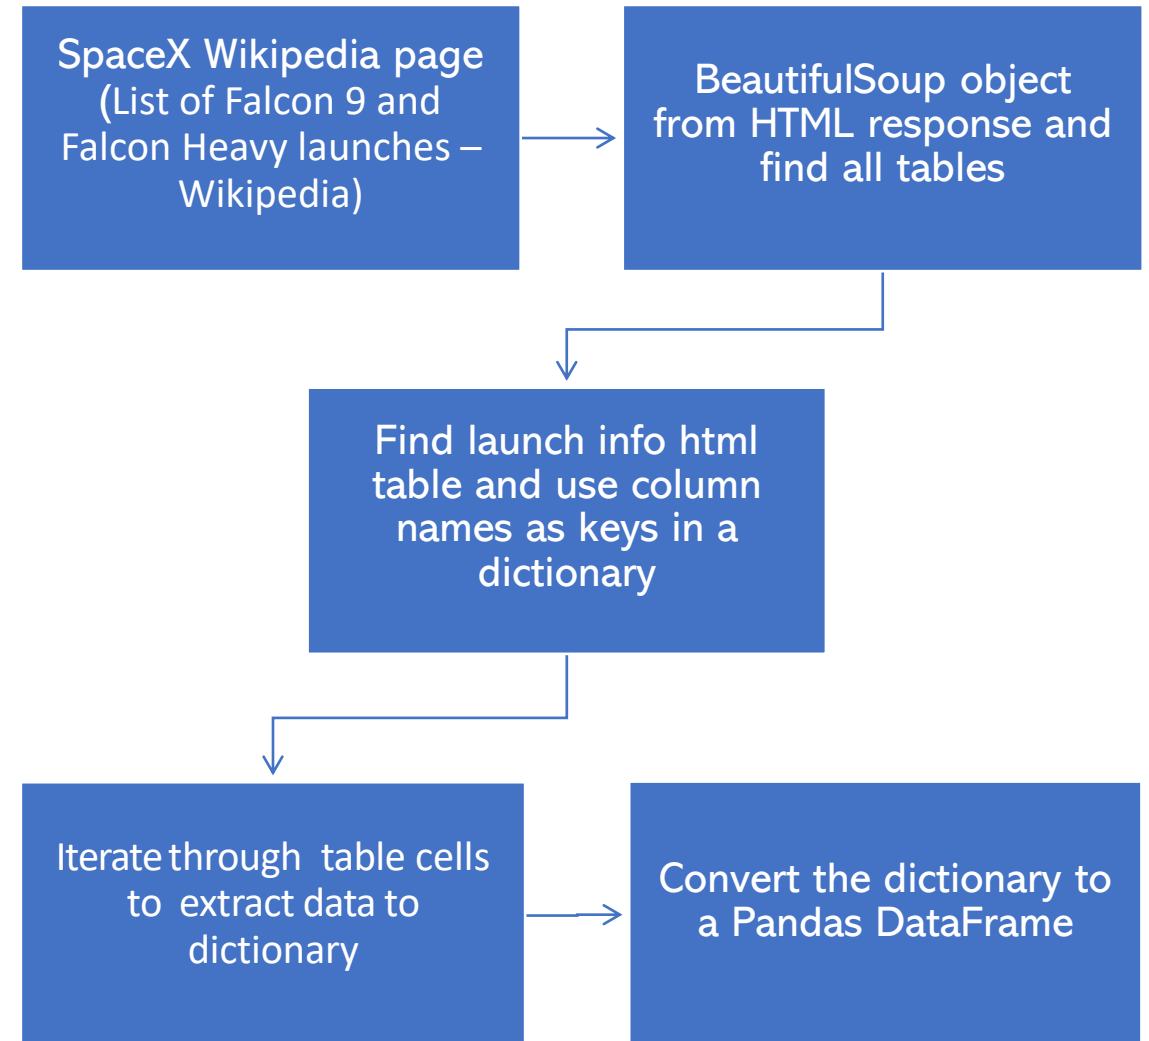 SpaceX Wikipedia page
(List of Falcon 9 and
Falcon Heavy launches –
Wikipedia)
BeautifulSoup object
from HTML response and
find all tables
Find launch info html
table and use column
names as keys in a
dictionary
Iterate through table cells
to extract data to
dictionary
Convert the dictionary to
a Pandas DataFrame